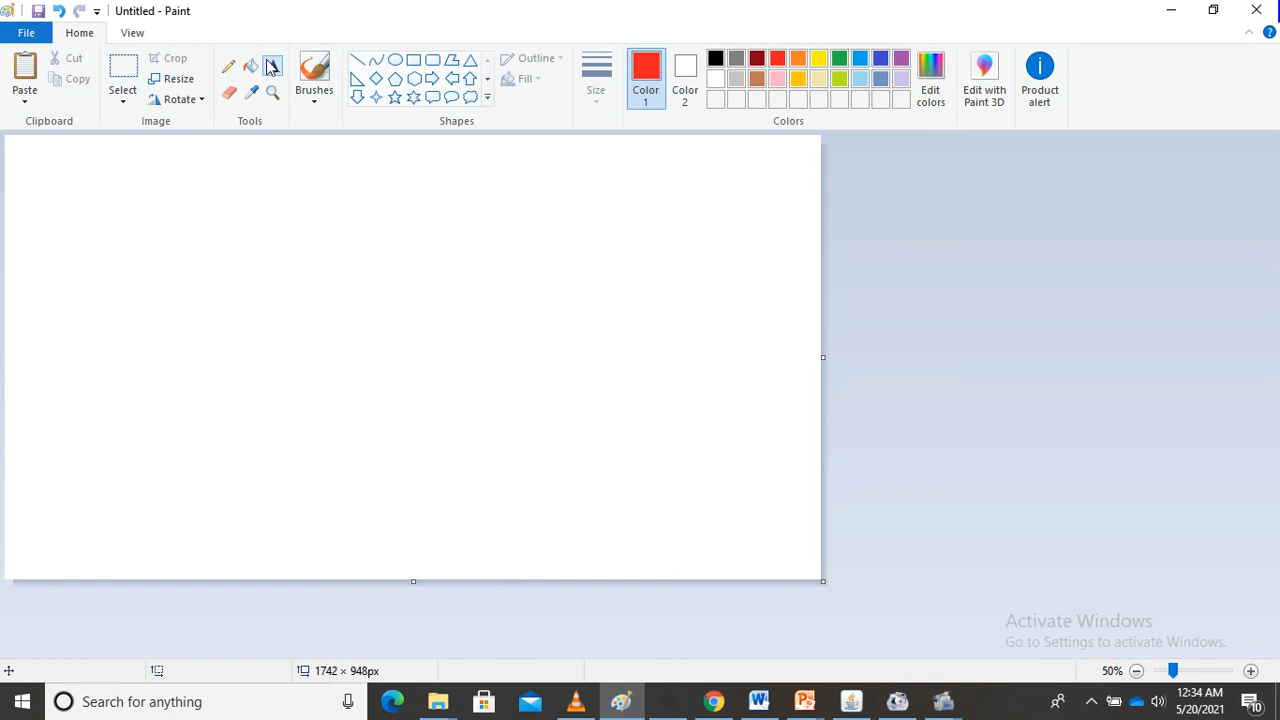 Untitled - Paint
File Home View
Paste
Cut
Copy
Clipboard
Select
Crop
Resize
Rotate
Image
Tools
Brushes
Outline
Fill
Shapes
Size
Color 1
Color 2
Edit colors
Colors
Edit with Paint 3D
Product alert
Activate Windows
Go to Settings to activate Windows.
1742 × 948px
50%
Search for anything
12:34 AM
5/20/2021
10